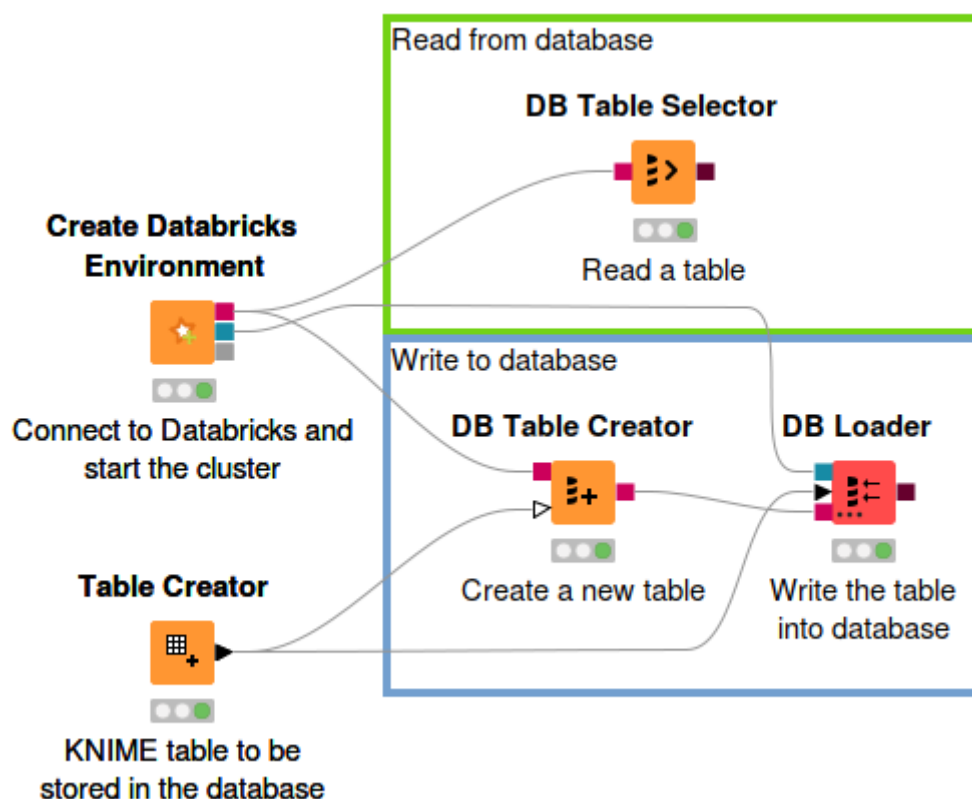 Read from database
DB Table Selector
Read a table
Create Databricks
Environment
Connect to Databricks and
start the cluster
Write to database
DB Table Creator
Create a new table
DB Loader
Write the table
into database
Table Creator
KNIME table to be
stored in the database